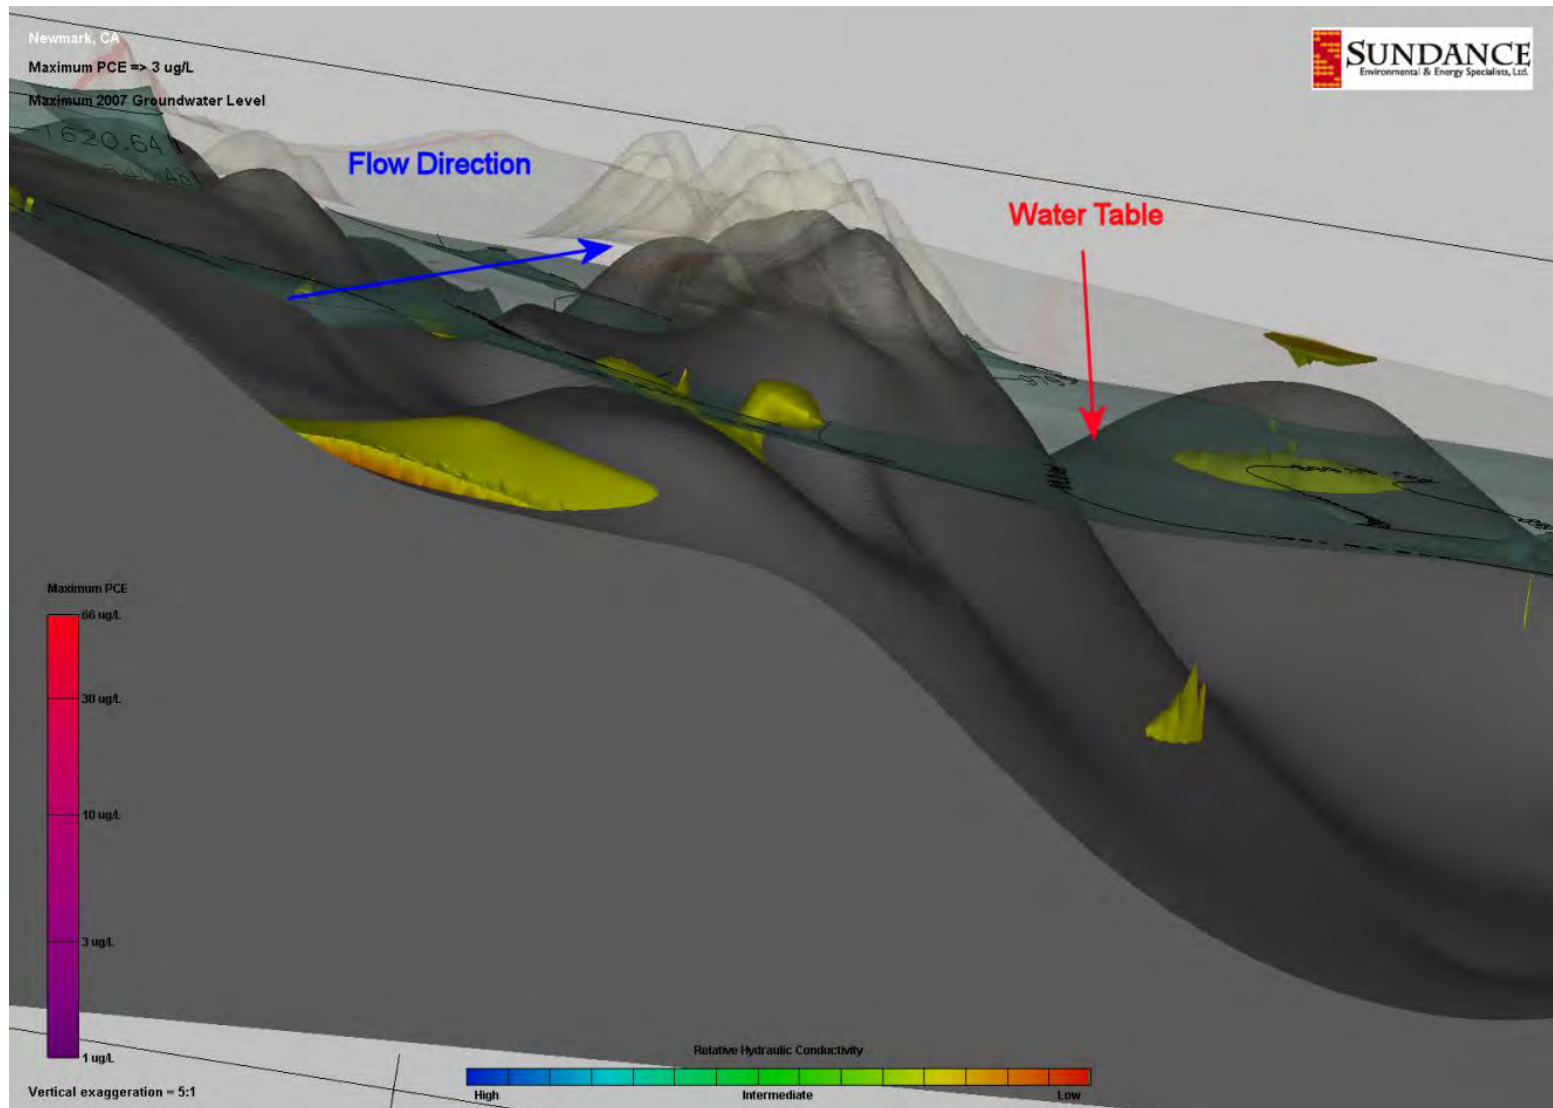 Newmark, CA
Maximum PCE => 3 ug/L
Maximum 2007 Groundwater Level
SUNDANCE
Environmental & Energy Specialists, Ltd.
1620.64
Flow Direction
Water Table
Maximum PCE
66 ug/L
30 ug/L
10 ug/L
3 ug/L
1 ug/L
Relative Hydraulic Conductivity
High
Intermediate
Low
Vertical exaggeration = 5:1